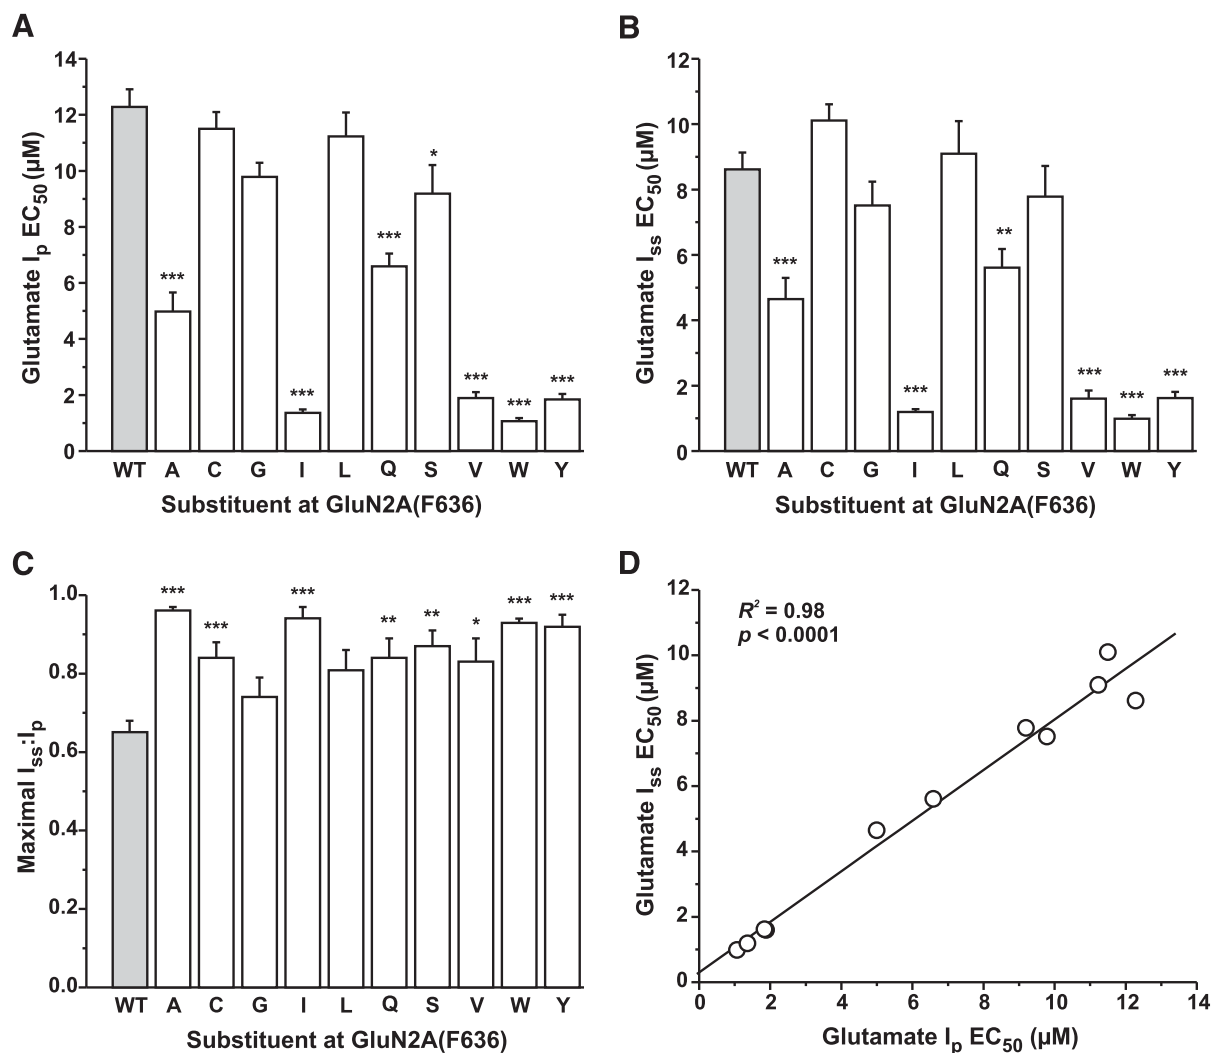 A
14
12
10
8
6
4
2
0
Glutamate Ip EC50 (µM)
***
***
***
*
***
***
***
WT A C G I L Q S V W Y
Substituent at GluN2A(F636)
B
12
10
8
6
4
2
0
Glutamate Iss EC50 (µM)
***
***
**
***
***
***
WT A C G I L Q S V W Y
Substituent at GluN2A(F636)
C
1.0
0.8
0.6
0.4
0.2
0.0
Maximal Iss:Ip
***
***
***
**
**
*
***
***
WT A C G I L Q S V W Y
Substituent at GluN2A(F636)
D
12
10
8
6
4
2
0
Glutamate Iss EC50 (µM)
R² = 0.98
p < 0.0001
0 2 4 6 8 10 12 14
Glutamate Ip EC50 (µM)